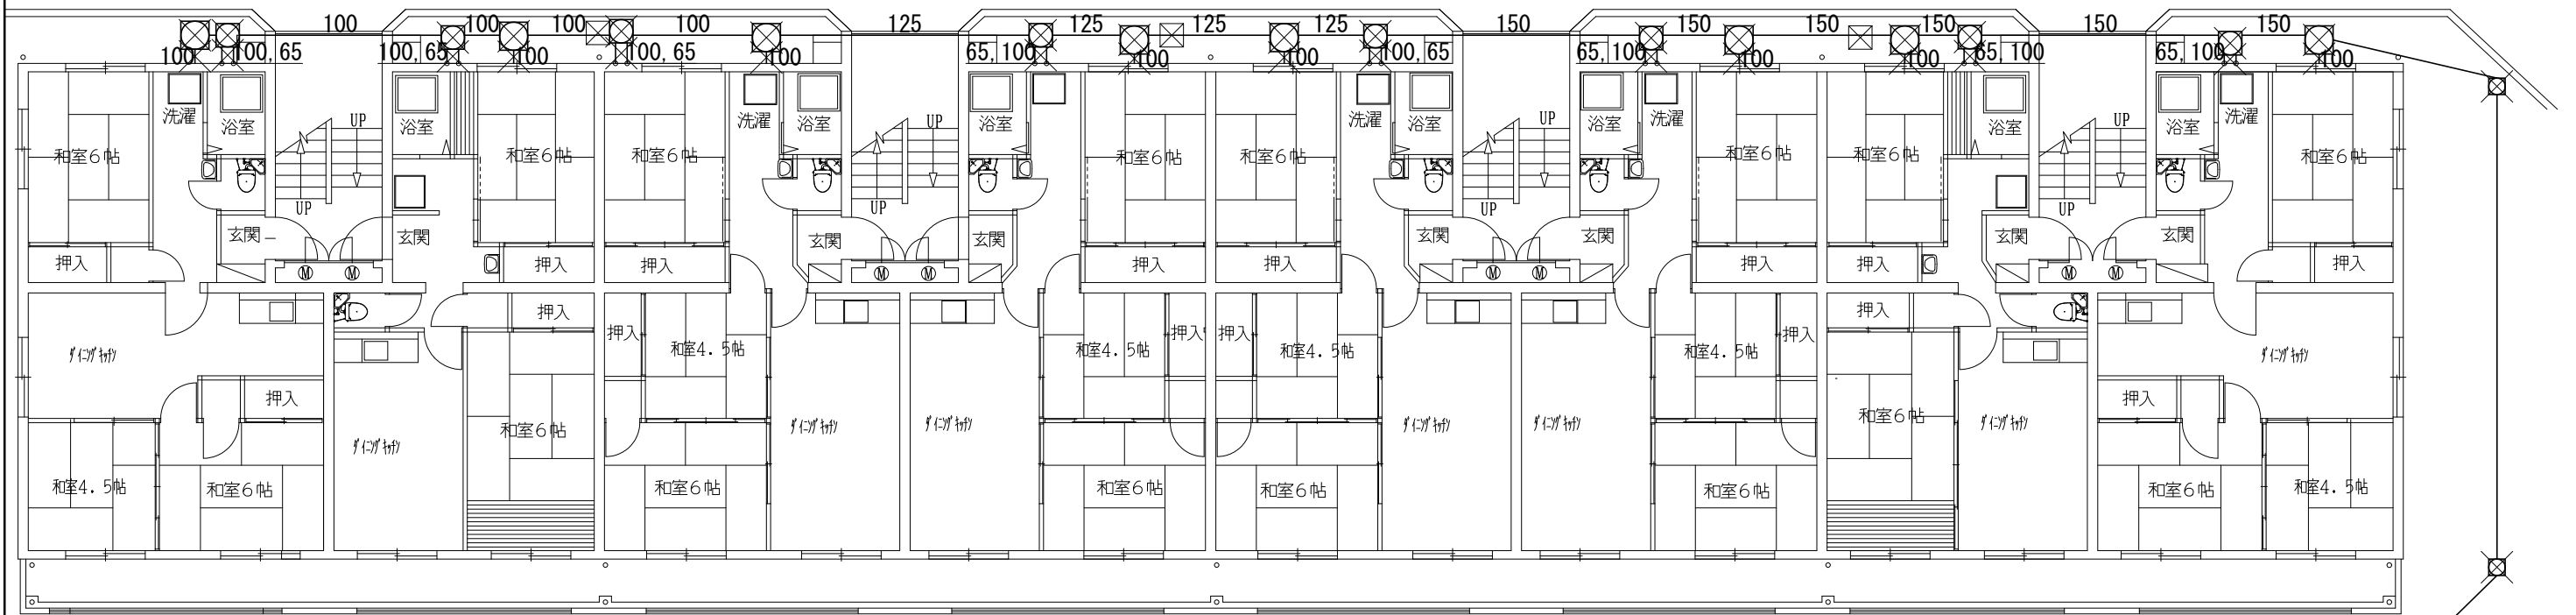 100
100
100
100
125
125
125
125
150
150
150
150
150
150
100
100, 65
100, 65
100
100, 65
100
65, 100
100
100
100, 65
65, 100
100
100
65, 100
65, 100
100
洗濯
浴室
UP
浴室
洗濯
浴室
UP
浴室
洗濯
浴室
UP
浴室
洗濯
浴室
UP
浴室
洗濯
和室6帖
和室6帖
和室6帖
和室6帖
和室6帖
和室6帖
和室6帖
和室6帖
UP
UP
UP
UP
玄関
玄関
玄関
玄関
玄関
玄関
玄関
玄関
押入
M
M
押入
押入
M
M
押入
押入
M
M
押入
押入
M
M
押入
押入
押入
押入
押入
押入
押入
和室4.5帖
和室4.5帖
和室4.5帖
和室4.5帖
ダイニングキッチン
ダイニングキッチン
押入
押入
ダイニングキッチン
和室6帖
ダイニングキッチン
ダイニングキッチン
ダイニングキッチン
ダイニングキッチン
和室6帖
ダイニングキッチン
和室4.5帖
和室6帖
和室6帖
和室6帖
和室6帖
和室6帖
和室6帖
和室4.5帖